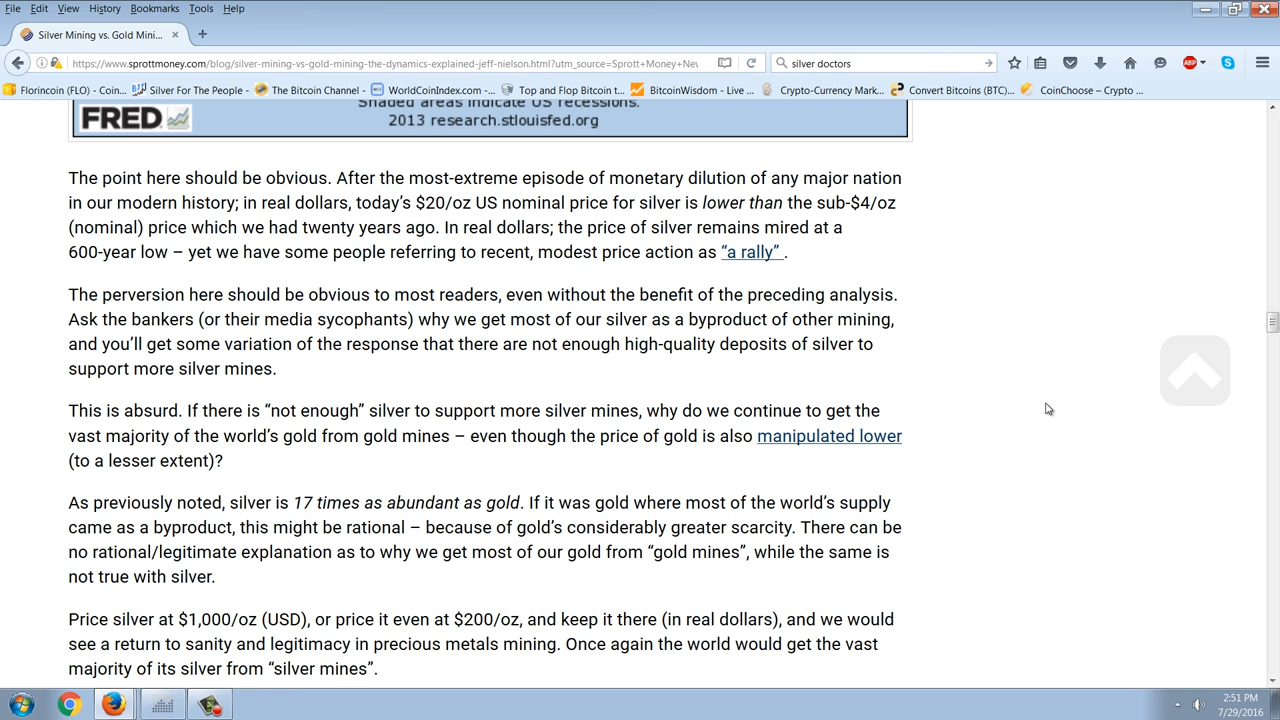 File Edit View History Bookmarks Tools Help
Silver Mining vs. Gold Mini... × +
https://www.sprottmoney.com/blog/silver-mining-vs-gold-mining-the-dynamics-explained-jeff-nielson.html?utm_source=Sprott+Money+Nev
silver doctors
ABP
Florincoin (FLO) - Coin... Silver For The People - The Bitcoin Channel - WorldCoinIndex.com -... Top and Flop Bitcoin t... BitcoinWisdom - Live ... Crypto-Currency Mark... Convert Bitcoins (BTC)... CoinChoose - Crypto ...
Shaded areas indicate US recessions.
FRED 2013 research.stlouisfed.org
The point here should be obvious. After the most-extreme episode of monetary dilution of any major nation
in our modern history; in real dollars, today's $20/oz US nominal price for silver is lower than the sub-$4/oz
(nominal) price which we had twenty years ago. In real dollars; the price of silver remains mired at a
600-year low – yet we have some people referring to recent, modest price action as “a rally” .
The perversion here should be obvious to most readers, even without the benefit of the preceding analysis.
Ask the bankers (or their media sycophants) why we get most of our silver as a byproduct of other mining,
and you'll get some variation of the response that there are not enough high-quality deposits of silver to
support more silver mines.
This is absurd. If there is “not enough” silver to support more silver mines, why do we continue to get the
vast majority of the world's gold from gold mines – even though the price of gold is also manipulated lower
(to a lesser extent)?
As previously noted, silver is 17 times as abundant as gold. If it was gold where most of the world's supply
came as a byproduct, this might be rational – because of gold's considerably greater scarcity. There can be
no rational/legitimate explanation as to why we get most of our gold from “gold mines”, while the same is
not true with silver.
Price silver at $1,000/oz (USD), or price it even at $200/oz, and keep it there (in real dollars), and we would
see a return to sanity and legitimacy in precious metals mining. Once again the world would get the vast
majority of its silver from “silver mines”.
2:51 PM
7/29/2016